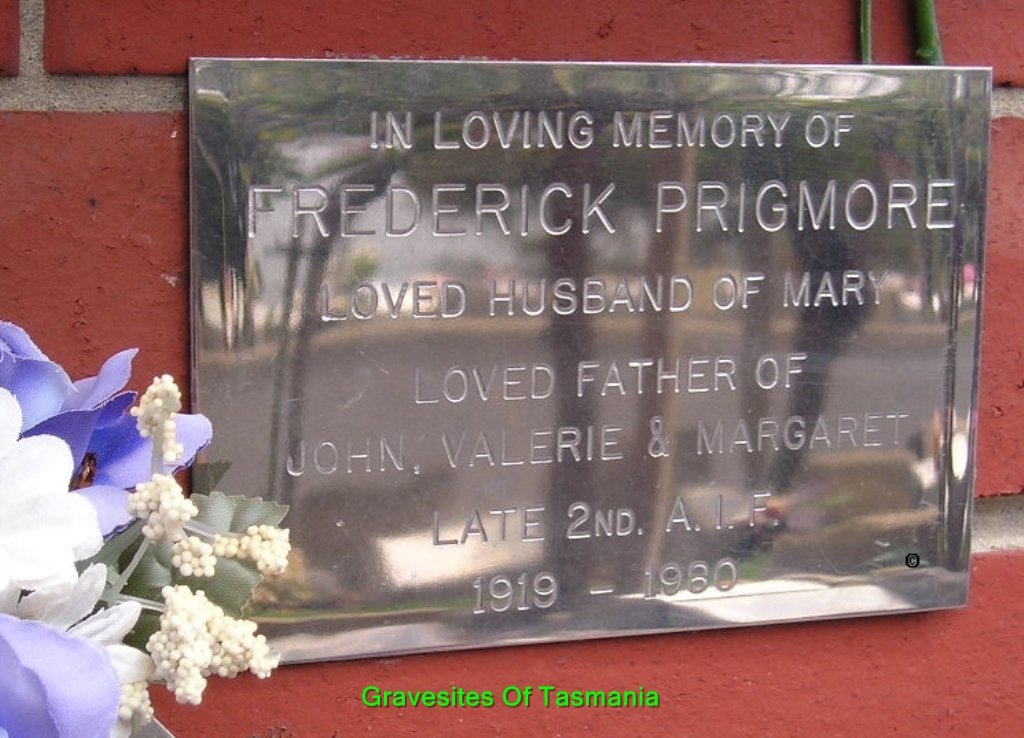 IN LOVING MEMORY OF
FREDERICK PRIGMORE
LOVED HUSBAND OF MARY
LOVED FATHER OF
JOHN, VALERIE & MARGARET
LATE 2ND. A. I. F.
1919 - 1980
©
Gravesites Of Tasmania